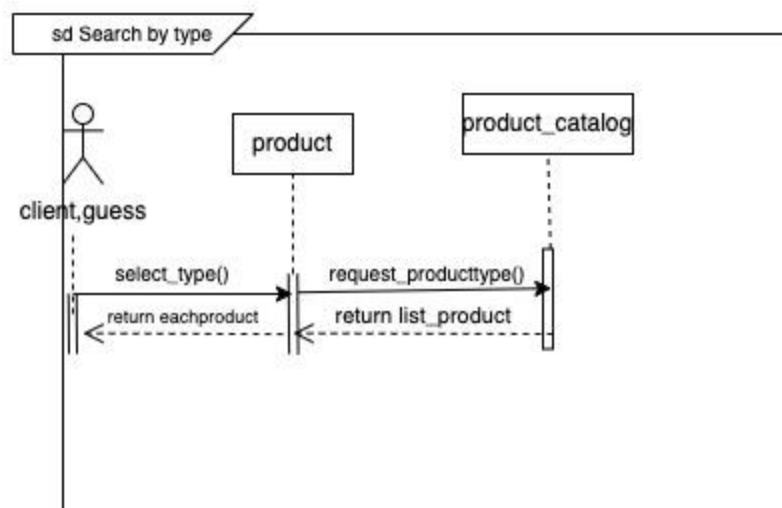 sd Search by type
product_catalog
product
client,guess
select_type()
request_producttype()
return eachproduct
return list_product